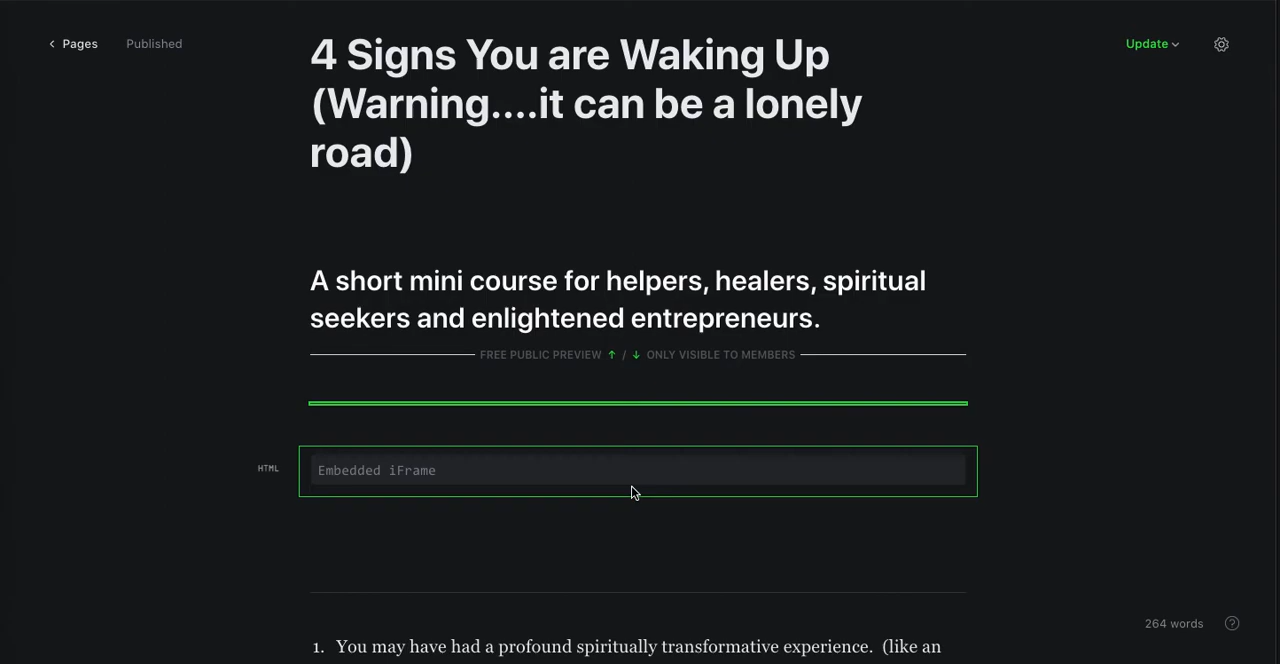 Pages
Published
Update
4 Signs You are Waking Up
(Warning....it can be a lonely
road)
A short mini course for helpers, healers, spiritual
seekers and enlightened entrepreneurs.
FREE PUBLIC PREVIEW ↑ / ↓ ONLY VISIBLE TO MEMBERS
HTML
Embedded iFrame
264 words ?
1. You may have had a profound spiritually transformative experience. (like an